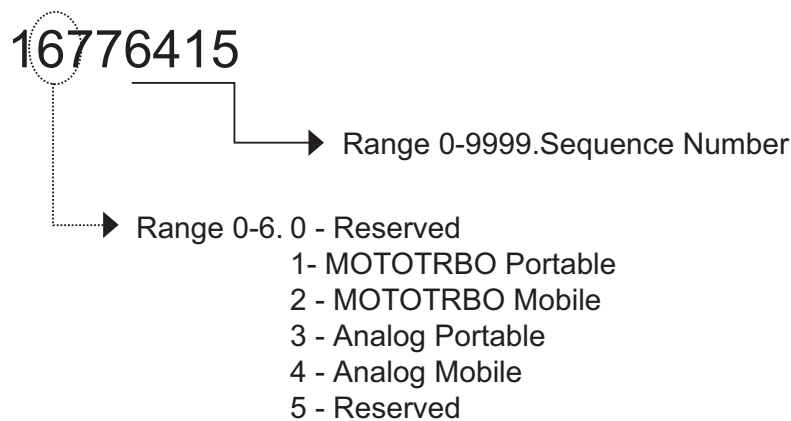 16776415
Range 0-9999.Sequence Number
Range 0-6. 0 - Reserved
1- MOTOTRBO Portable
2 - MOTOTRBO Mobile
3 - Analog Portable
4 - Analog Mobile
5 - Reserved